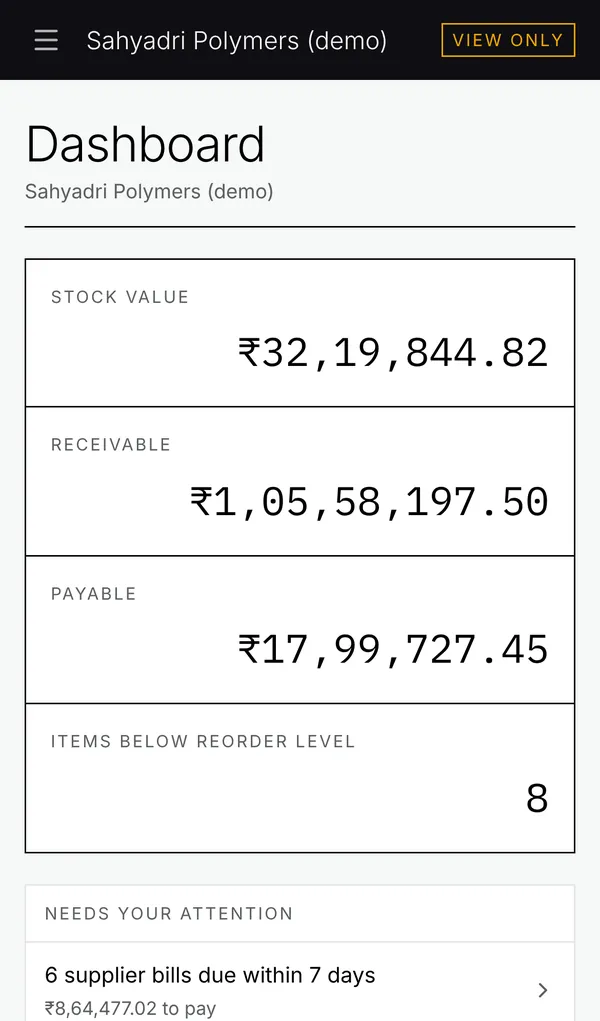 Sahyadri Polymers (demo)
VIEW ONLY
Dashboard
Sahyadri Polymers (demo)
STOCK VALUE
₹32,19,844.82
RECEIVABLE
₹1,05,58,197.50
PAYABLE
₹17,99,727.45
ITEMS BELOW REORDER LEVEL
8
NEEDS YOUR ATTENTION
6 supplier bills due within 7 days
₹8,64,477.02 to pay